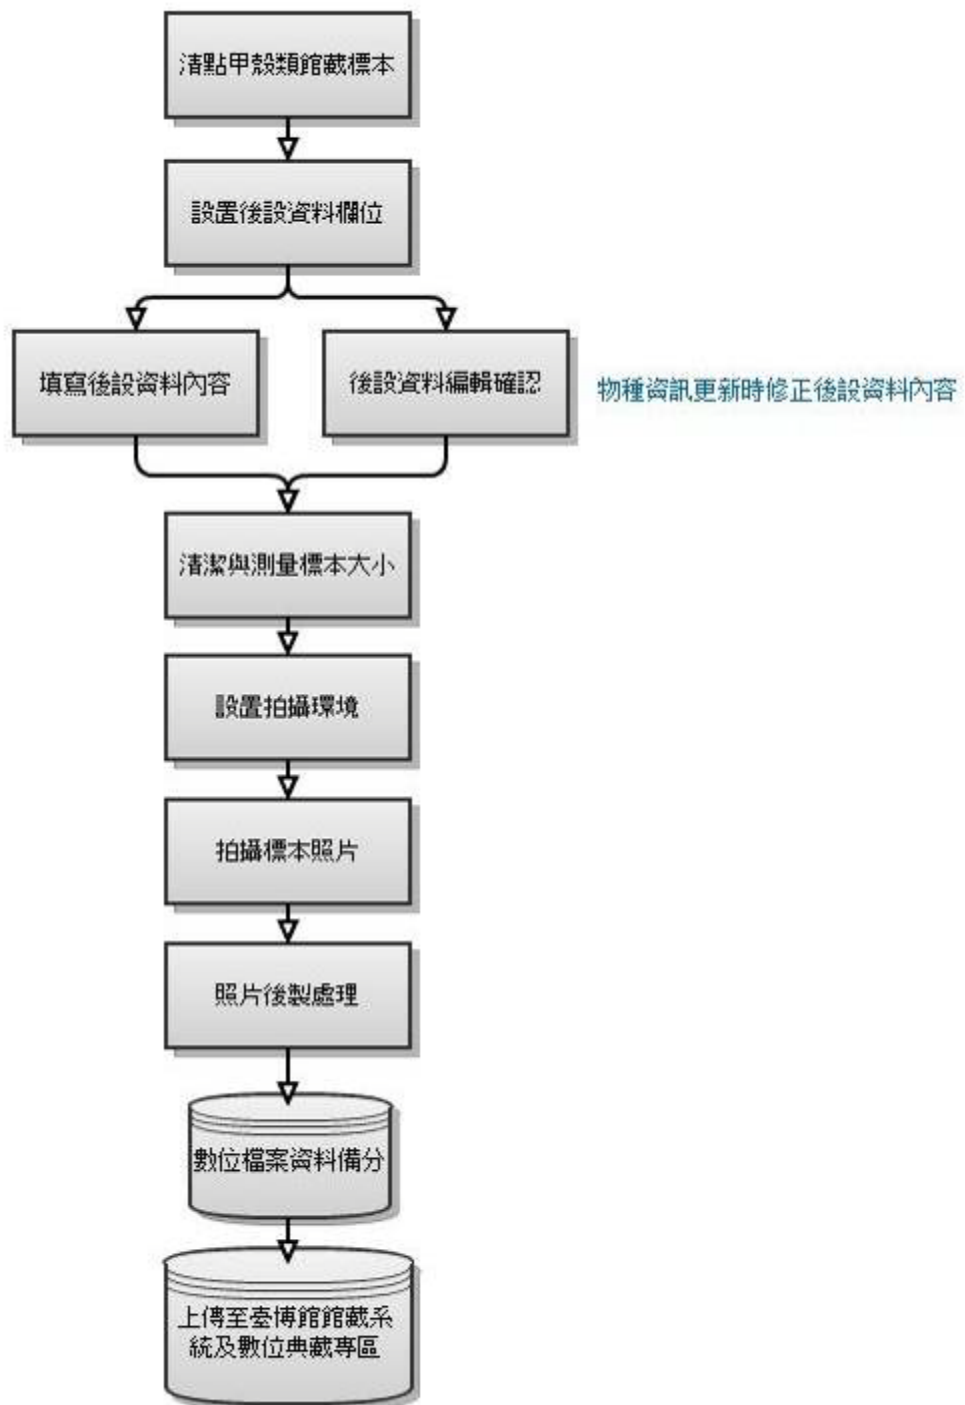 清點甲殼類館藏標本
設置後設資料欄位
填寫後設資料內容
後設資料編輯確認
物種資訊更新時修正後設資料內容
清潔與測量標本大小
設置拍攝環境
拍攝標本照片
照片後製處理
數位檔案資料備分
上傳至臺博館館藏系
統及數位典藏專區